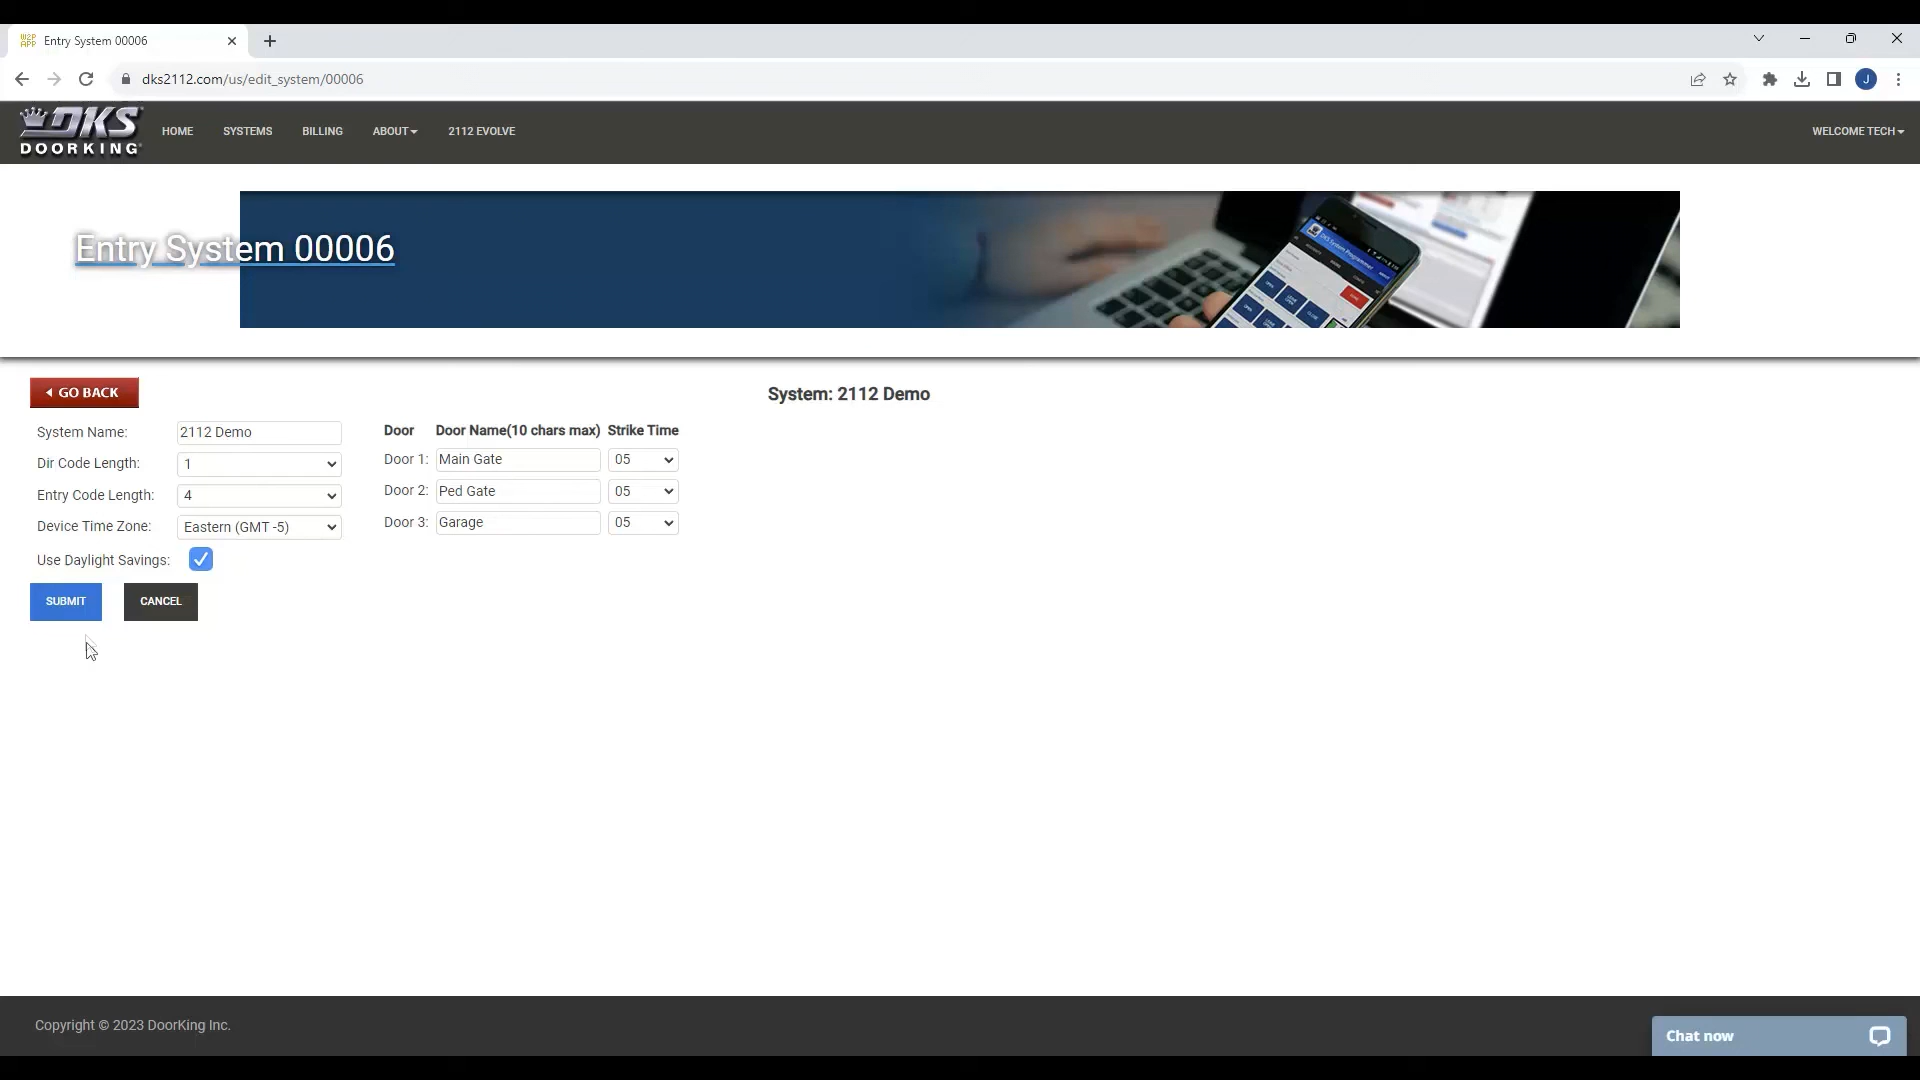 Entry System 00006
dks2112.com/us/edit_system/00006
J
DKS
DOORKING
HOME
SYSTEMS
BILLING
ABOUT
2112 EVOLVE
WELCOME TECH
Entry System 00006
GO BACK
System: 2112 Demo
System Name:
2112 Demo
Door
Door Name(10 chars max)
Strike Time
Dir Code Length:
1
Door 1:
Main Gate
05
Entry Code Length:
4
Door 2:
Ped Gate
05
Device Time Zone:
Eastern (GMT -5)
Door 3:
Garage
05
Use Daylight Savings:
SUBMIT
CANCEL
Copyright © 2023 DoorKing Inc.
Chat now